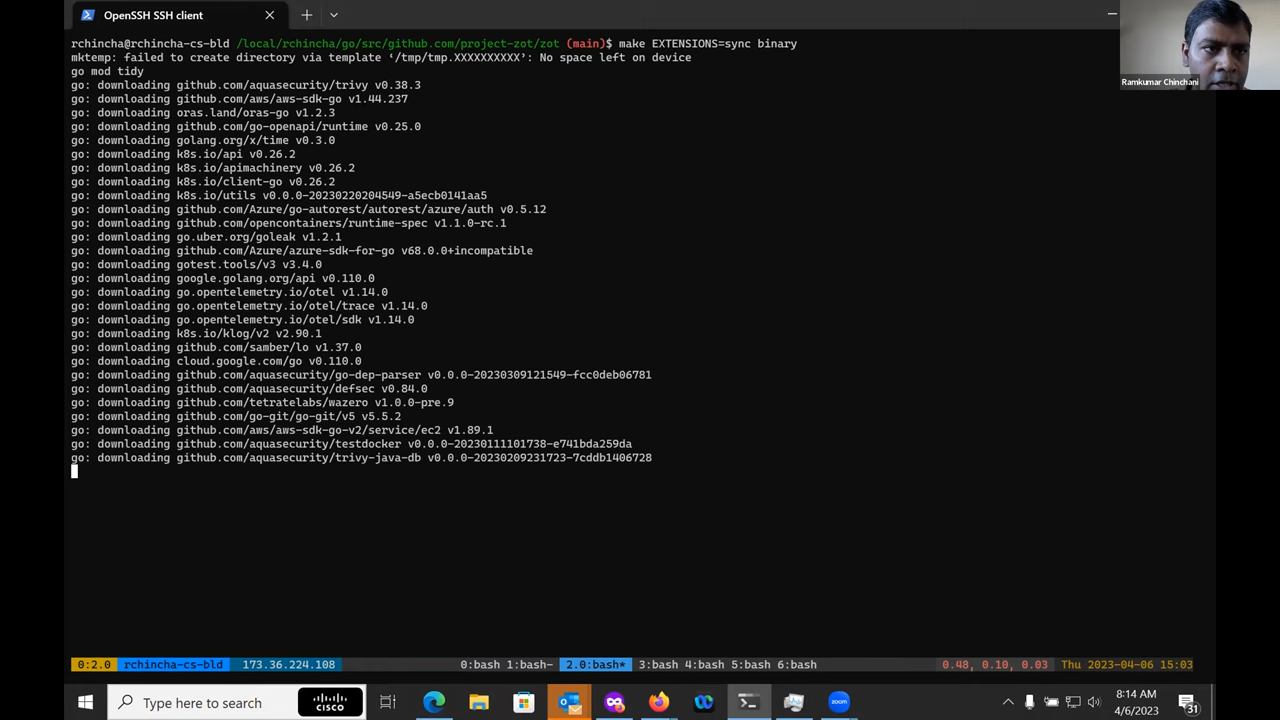 OpenSSH SSH client
Ramkumar Chinchani
rchincha@rchincha-cs-bld /local/rchincha/go/src/github.com/project-zot/zot (main)$ make EXTENSIONS=sync binary
mktemp: failed to create directory via template ‘/tmp/tmp.XXXXXXXXXX’: No space left on device
go mod tidy
go: downloading github.com/aquasecurity/trivy v0.38.3
go: downloading github.com/aws/aws-sdk-go v1.44.237
go: downloading oras.land/oras-go v1.2.3
go: downloading github.com/go-openapi/runtime v0.25.0
go: downloading golang.org/x/time v0.3.0
go: downloading k8s.io/api v0.26.2
go: downloading k8s.io/apimachinery v0.26.2
go: downloading k8s.io/client-go v0.26.2
go: downloading k8s.io/utils v0.0.0-20230220204549-a5ecb0141aa5
go: downloading github.com/Azure/go-autorest/autorest/azure/auth v0.5.12
go: downloading github.com/opencontainers/runtime-spec v1.1.0-rc.1
go: downloading go.uber.org/goleak v1.2.1
go: downloading github.com/Azure/azure-sdk-for-go v68.0.0+incompatible
go: downloading gotest.tools/v3 v3.4.0
go: downloading google.golang.org/api v0.110.0
go: downloading go.opentelemetry.io/otel v1.14.0
go: downloading go.opentelemetry.io/otel/trace v1.14.0
go: downloading go.opentelemetry.io/otel/sdk v1.14.0
go: downloading k8s.io/klog/v2 v2.90.1
go: downloading github.com/samber/lo v1.37.0
go: downloading cloud.google.com/go v0.110.0
go: downloading github.com/aquasecurity/go-dep-parser v0.0.0-20230309121549-fcc0deb06781
go: downloading github.com/aquasecurity/defsec v0.84.0
go: downloading github.com/tetratelabs/wazero v1.0.0-pre.9
go: downloading github.com/go-git/go-git/v5 v5.5.2
go: downloading github.com/aws/aws-sdk-go-v2/service/ec2 v1.89.1
go: downloading github.com/aquasecurity/testdocker v0.0.0-20230111101738-e741bda259da
go: downloading github.com/aquasecurity/trivy-java-db v0.0.0-20230209231723-7cddb1406728
0:2.0 rchincha-cs-bld 173.36.224.108 0:bash 1:bash- 2.0:bash* 3:bash 4:bash 5:bash 6:bash 0.48, 0.10, 0.03 Thu 2023-04-06 15:03
Type here to search
CISCO
zoom
8:14 AM
4/6/2023
31